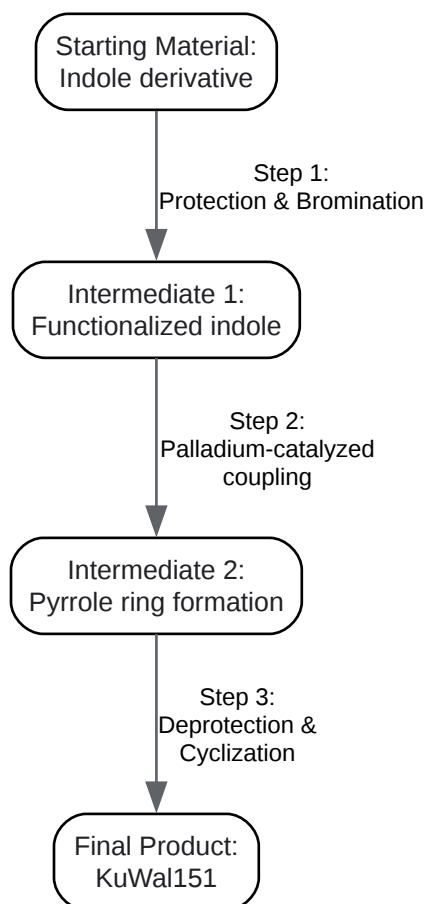 Starting Material:
Indole derivative
Step 1:
Protection & Bromination
Intermediate 1:
Functionalized indole
Step 2:
Palladium-catalyzed
coupling
Intermediate 2:
Pyrrole ring formation
Step 3:
Deprotection &
Cyclization
Final Product:
KuWal151